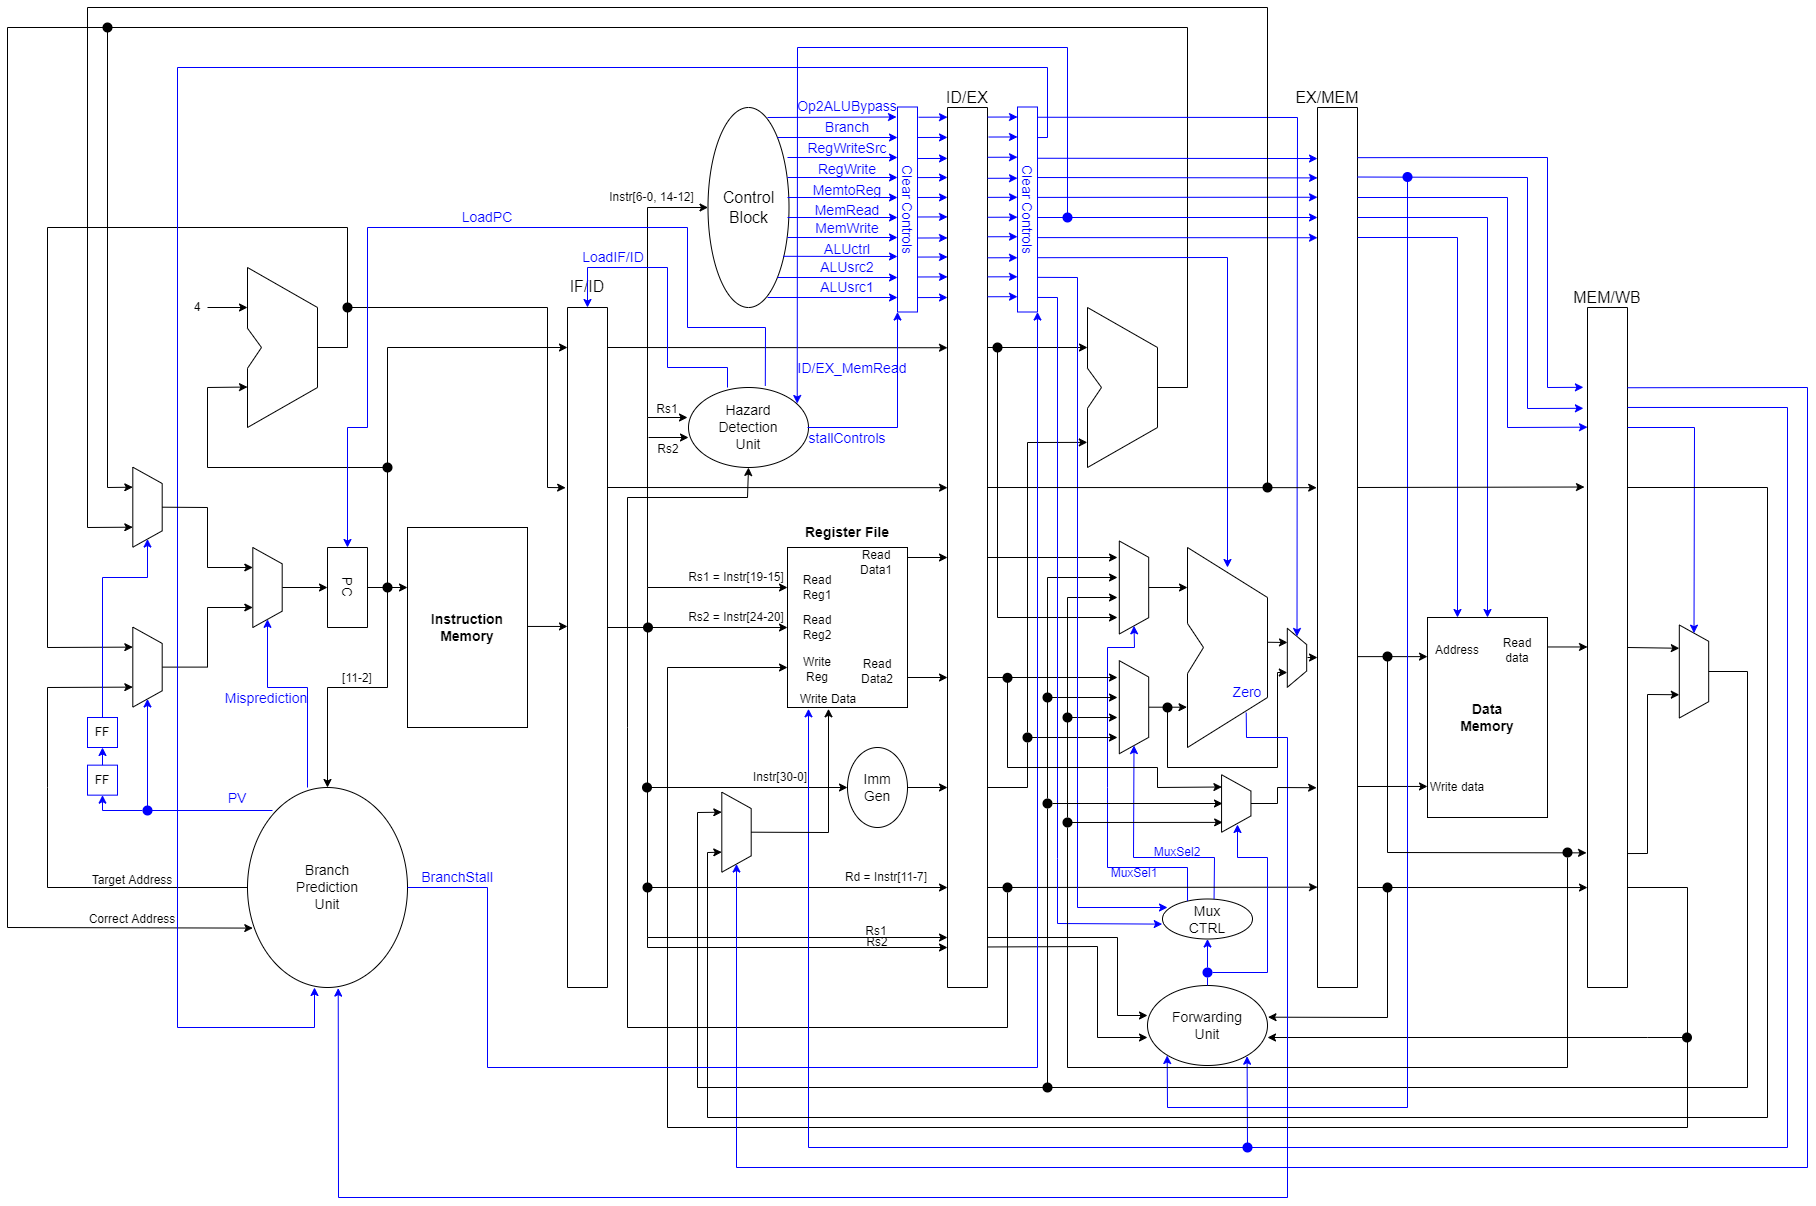 ID/EX
EX/MEM
Op2ALUBypass
Branch
RegWriteSrc
RegWrite
MemtoReg
MemRead
MemWrite
ALUctrl
ALUsrc2
ALUsrc1
Clear Controls
Clear Controls
Instr[6-0, 14-12]
Control
Block
LoadPC
LoadIF/ID
IF/ID
MEM/WB
4
ID/EX_MemRead
Rs1
Rs2
Hazard
Detection
Unit
stallControls
Register File
Read
Data1
Rs1 = Instr[19-15]
Read
Reg1
Rs2 = Instr[24-20]
Read
Reg2
Write
Reg
Read
Data2
Write Data
PC
Instruction
Memory
Address
Read
data
Data
Memory
Write data
Zero
[11-2]
Misprediction
FF
FF
PV
Instr[30-0]
Imm
Gen
Branch
Prediction
Unit
BranchStall
Target Address
Correct Address
Rd = Instr[11-7]
Rs1
Rs2
MuxSel2
MuxSel1
Mux
CTRL
Forwarding
Unit